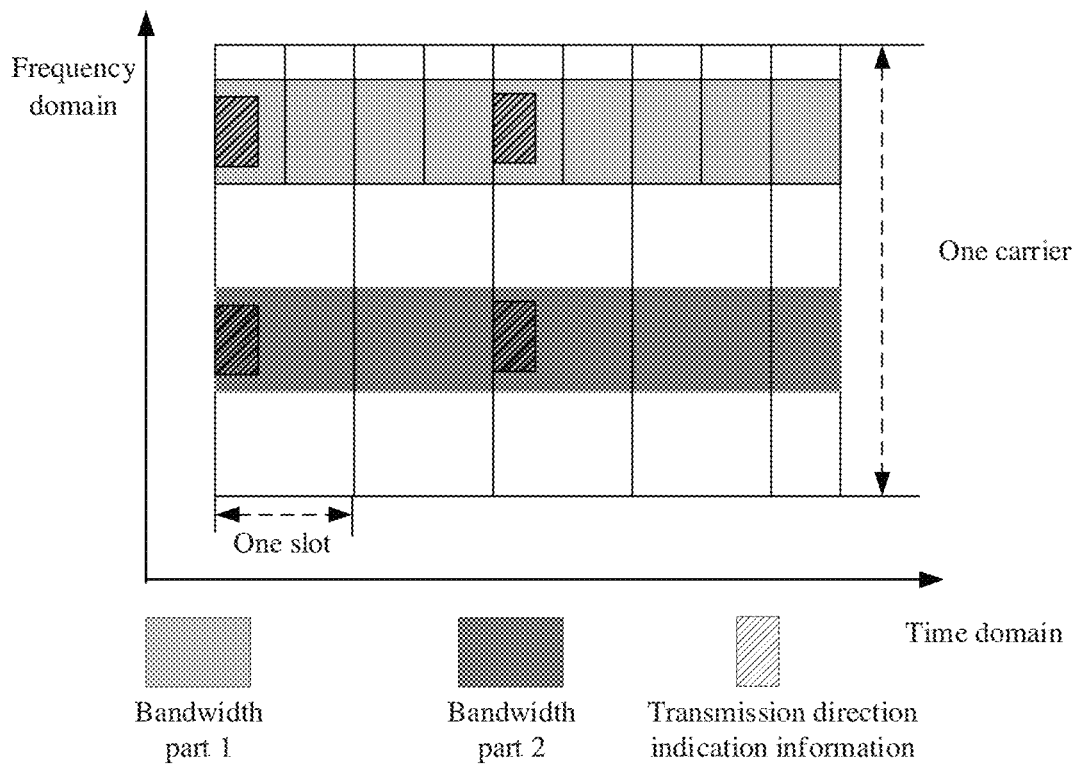 Frequency
domain
One carrier
One slot
Time domain
Bandwidth
part 1
Bandwidth
part 2
Transmission direction
indication information